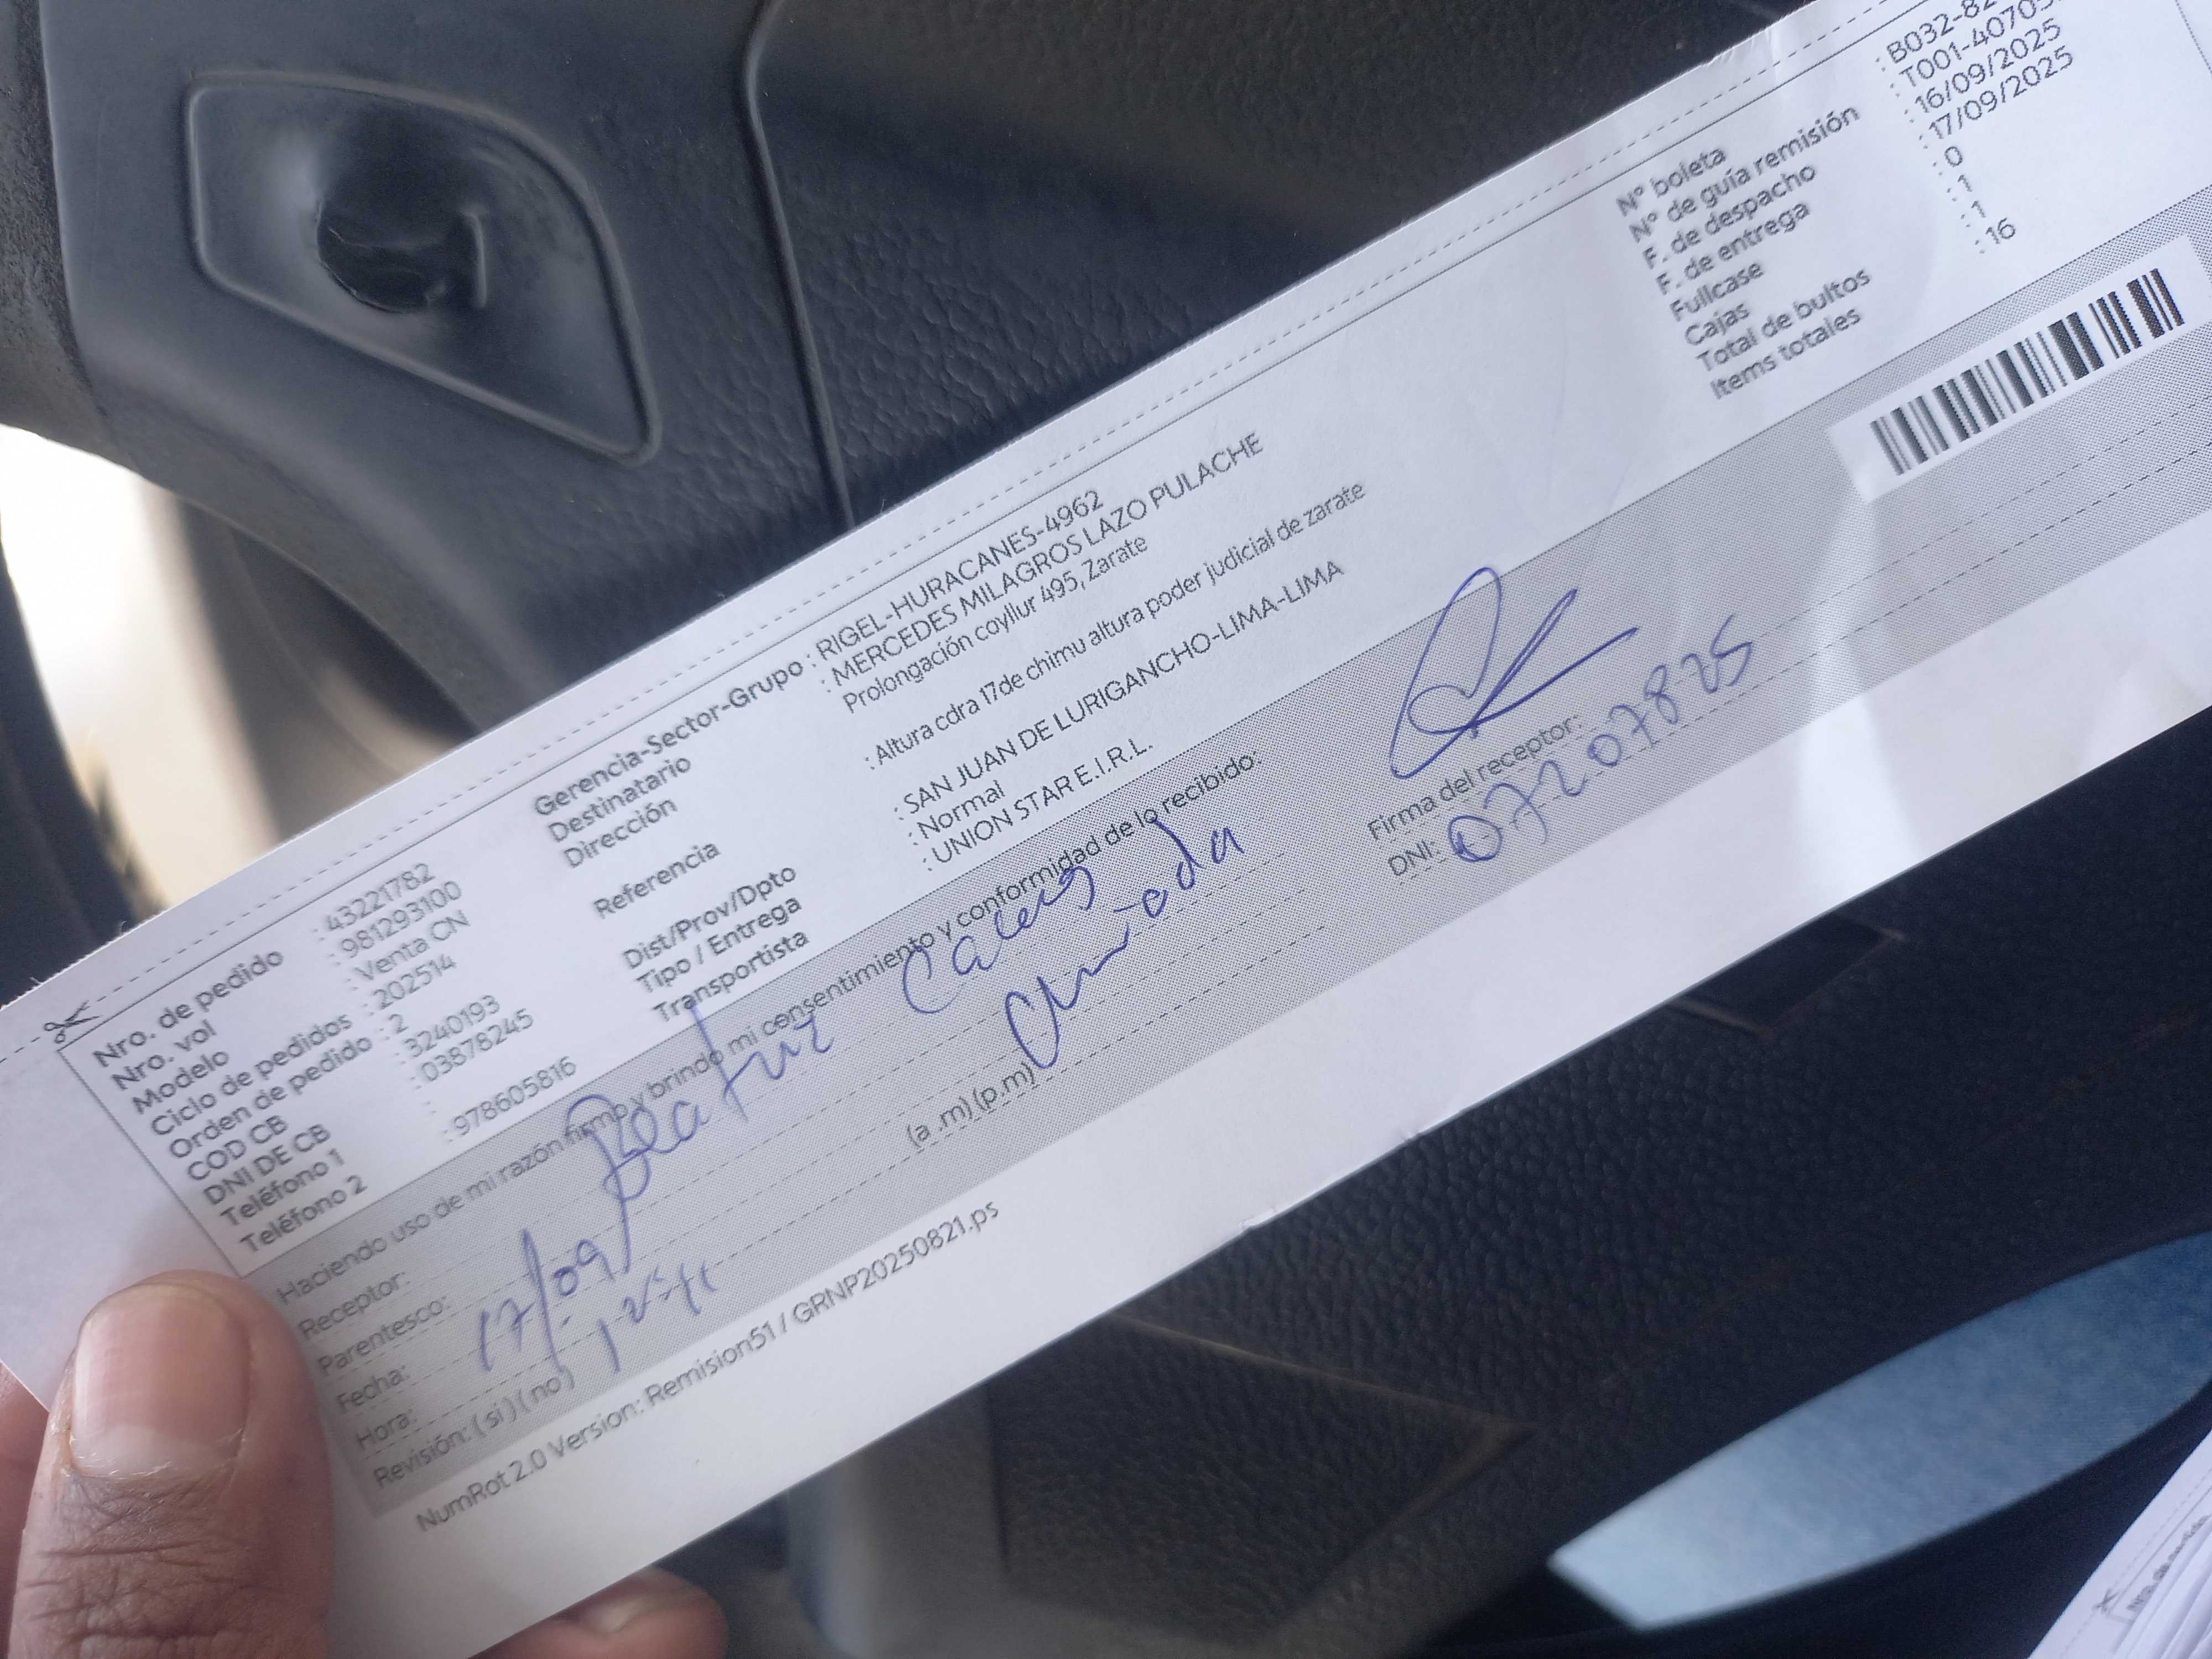 Nro. de pedido : 43221782
Nro. vol : 981293100
Modelo : Venta CN
Ciclo de pedidos : 202514
Orden de pedido : 2
COD CB : 3240193
DNI DE CB : 03878245
Teléfono 1 :
Teléfono 2 : 978605816
Gerencia-Sector-Grupo : RIGEL-HURACANES-4962
Destinatario : MERCEDES MILAGROS LAZO PULACHE
Dirección Prolongación coyllur 495, Zarate
Referencia : Altura cdra 17de chimu altura poder judicial de zarate
Dist/Prov/Dpto : SAN JUAN DE LURIGANCHO-LIMA-LIMA
Tipo / Entrega : Normal
Transportista : UNION STAR E.I.R.L.
N° boleta : B032-82
N° de guía remisión : T001-40705
F. de despacho : 16/09/2025
F. de entrega : 17/09/2025
Fullcase : 0
Cajas : 1
Total de bultos : 1
Items totales : 16
Haciendo uso de mi razón firmo y brindo mi consentimiento y conformidad de lo recibido:
Receptor: Beatriz
Parentesco:
Fecha: 17/09/
Hora: (a .m) (p.m)
Revisión: ( si ) ( no )
Firma del receptor:
DNI: 07207825
NumRot 2.0 Version: Remision51 / GRNP20250821.ps